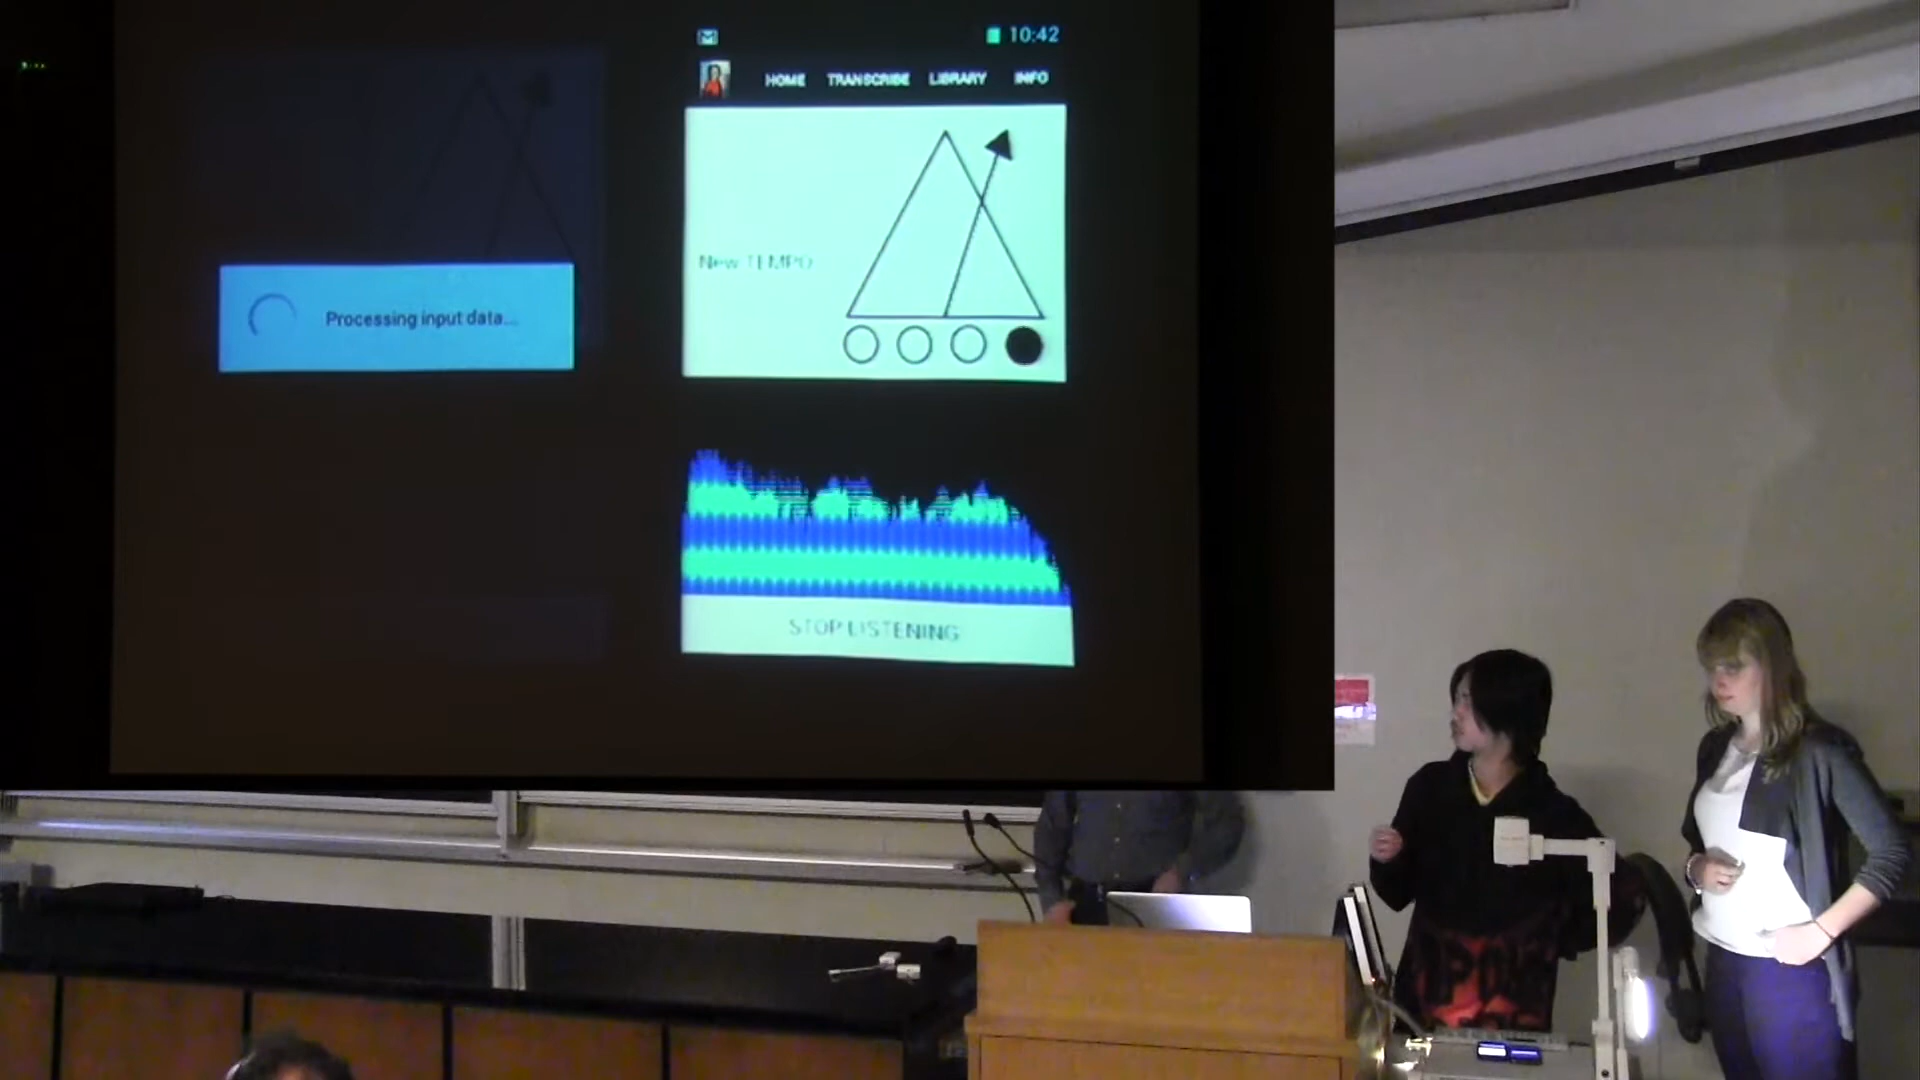 10:42
HOME TRANSCRIBE LIBRARY INFO
New TEMPO
Processing input data...
STOP LISTENING